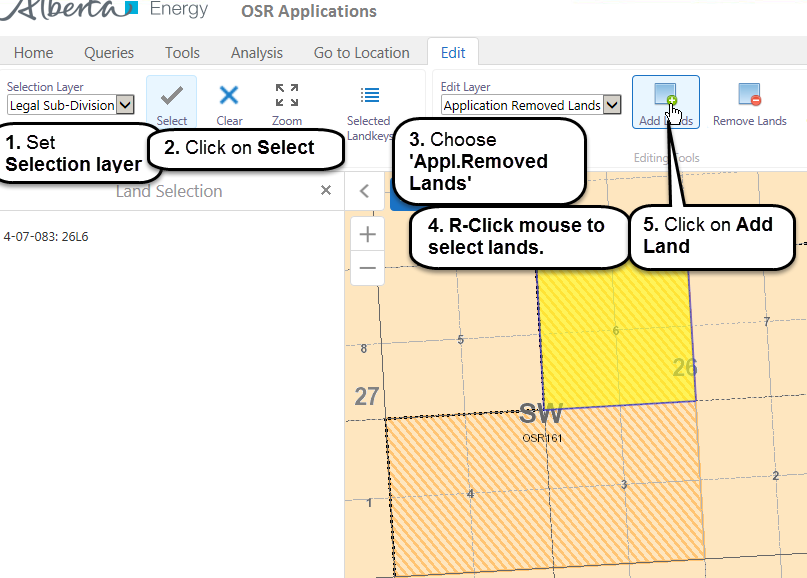 Alberta Energy OSR Applications
Home Queries Tools Analysis Go to Location Edit
Selection Layer
Legal Sub-Division
Select
Clear
Zoom
Selected
Landkeys
Edit Layer
Application Removed Lands
Add Lands
Remove Lands
Editing Tools
1. Set
Selection layer
2. Click on Select
3. Choose
'Appl.Removed
Lands'
4. R-Click mouse to
select lands.
5. Click on Add
Land
Land Selection
4-07-083: 26L6
8
5
6
7
27
26
SW
OSR161
1
4
3
2